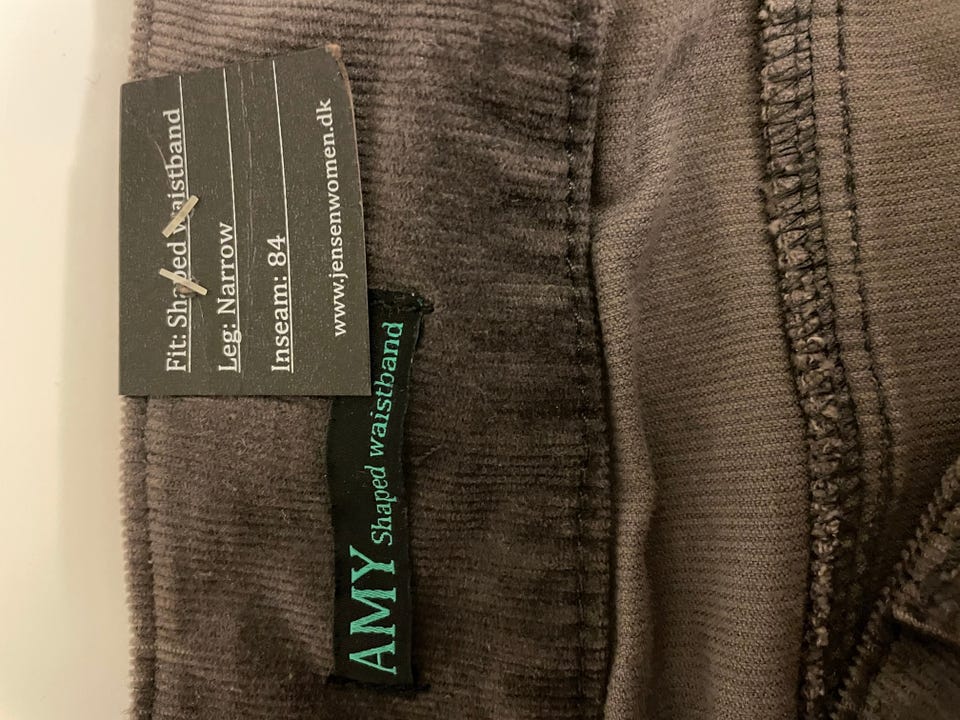 Fit: Shaped waistband
Leg: Narrow
Inseam: 84
www.jensenwomen.dk
AMY Shaped waistband